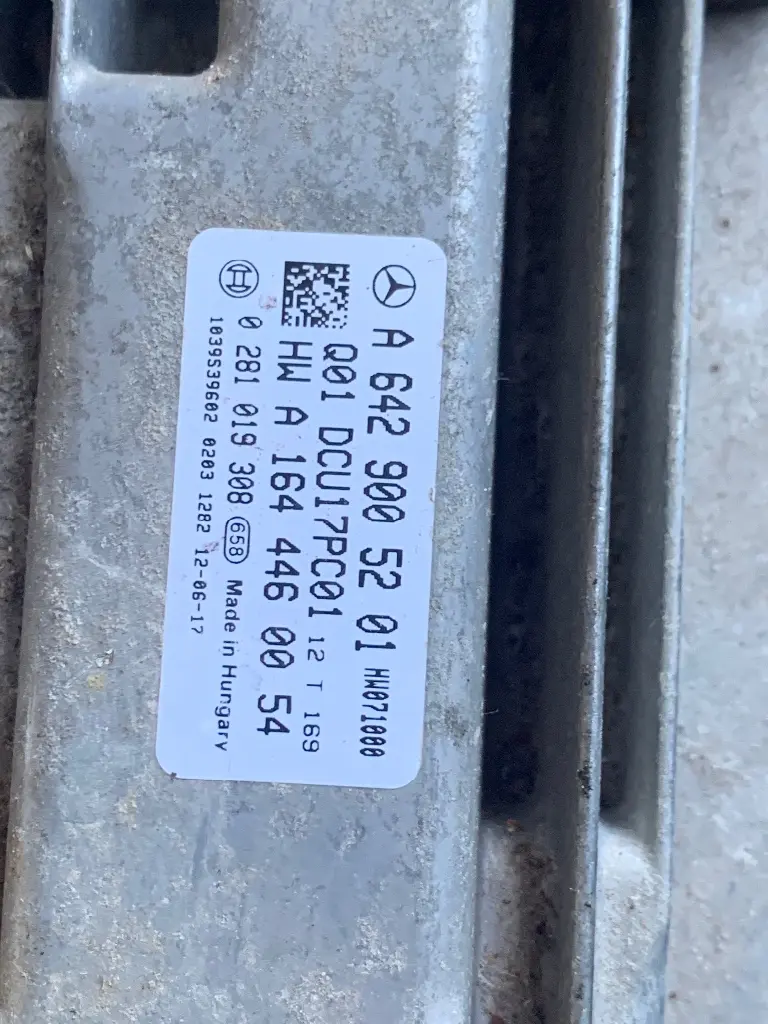 A 642 900 52 01 HW071000
Q01 DCU17PC01 12 T 169
HW A 164 446 00 54
0 281 019 308 658 Made in Hungary
1039S39602 0203 1282 12-06-17